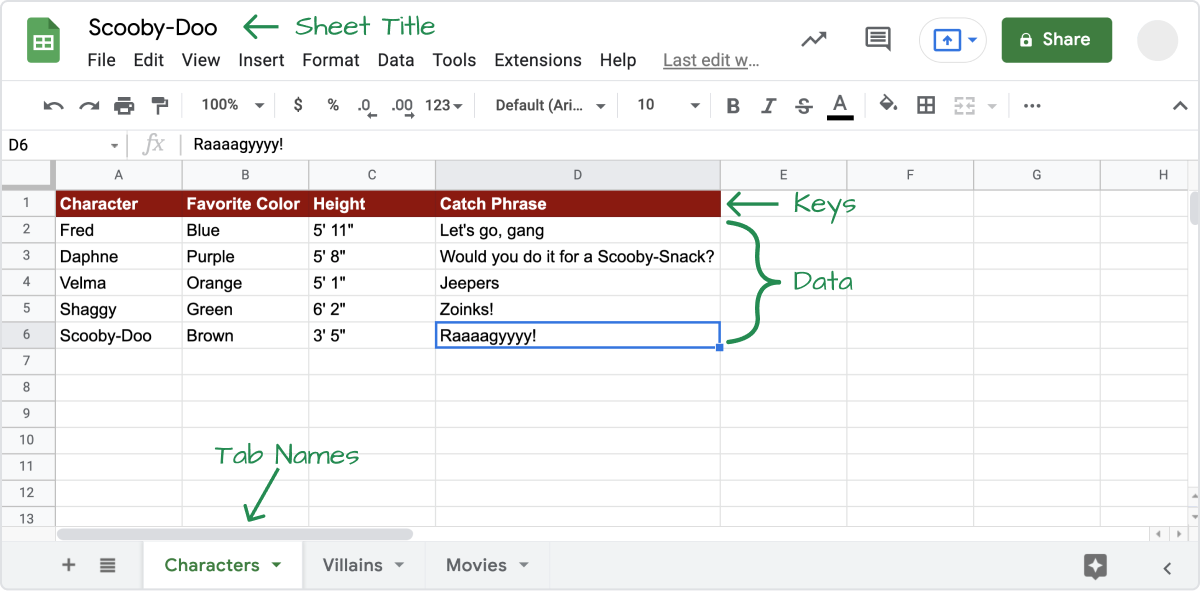 Scooby-Doo Sheet Title
File Edit View Insert Format Data Tools Extensions Help Last edit w...
Share
100% $ % .0 .00 123 Default (Ari... 10 B I S A
D6 fx Raaaagyyyy!
A B C D E F G H
1 Character Favorite Color Height Catch Phrase Keys
2 Fred Blue 5' 11" Let's go, gang
3 Daphne Purple 5' 8" Would you do it for a Scooby-Snack?
4 Velma Orange 5' 1" Jeepers Data
5 Shaggy Green 6' 2" Zoinks!
6 Scooby-Doo Brown 3' 5" Raaaagyyyy!
7
8
9
10
11 Tab Names
12
13
Characters Villains Movies